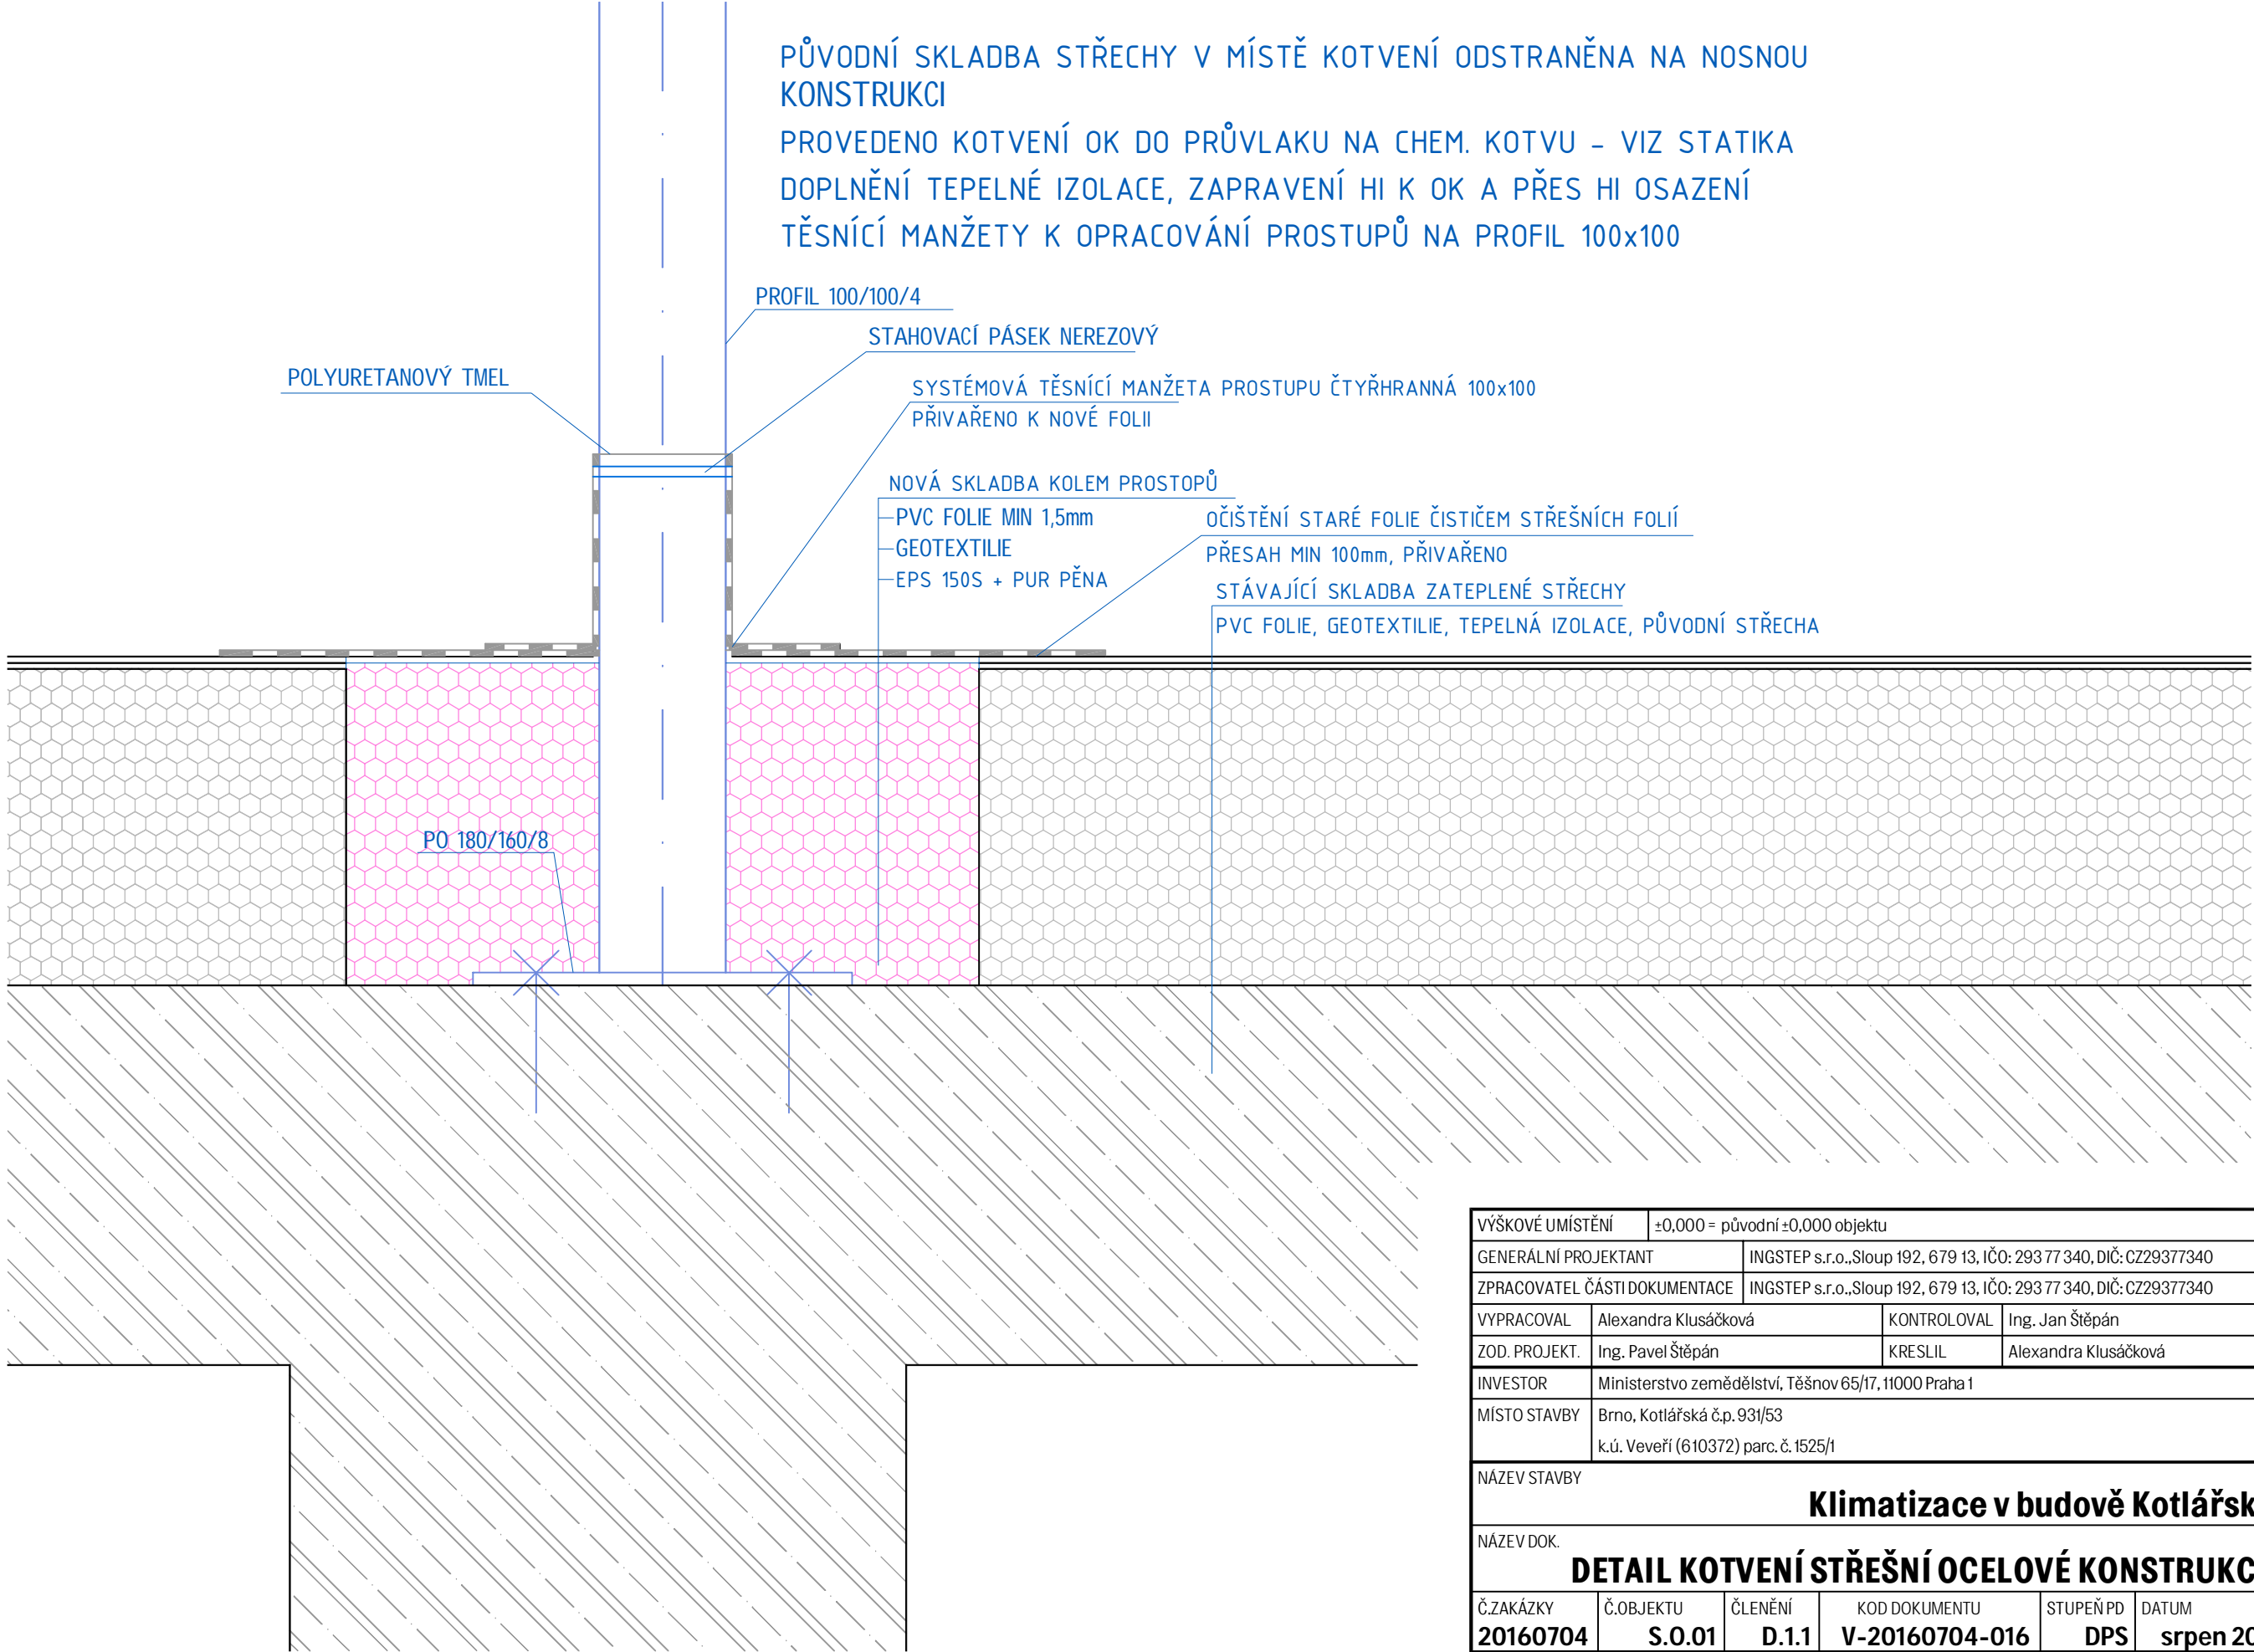 PŮVODNÍ SKLADBA STŘECHY V MÍSTĚ KOTVENÍ ODSTRANĚNA NA NOSNOU
KONSTRUKCI
PROVEDENO KOTVENÍ OK DO PRŮVLAKU NA CHEM. KOTVU - VIZ STATIKA
DOPLNĚNÍ TEPELNÉ IZOLACE, ZAPRAVENÍ HI K OK A PŘES HI OSAZENÍ
TĚSNÍCÍ MANŽETY K OPRACOVÁNÍ PROSTUPŮ NA PROFIL 100x100
PROFIL 100/100/4
STAHOVACÍ PÁSEK NEREZOVÝ
POLYURETANOVÝ TMEL
SYSTÉMOVÁ TĚSNÍCÍ MANŽETA PROSTUPU ČTYŘHRANNÁ 100x100
PŘIVAŘENO K NOVÉ FOLII
NOVÁ SKLADBA KOLEM PROSTOPŮ
PVC FOLIE MIN 1,5mm
GEOTEXTILIE
EPS 150S + PUR PĚNA
OČIŠTĚNÍ STARÉ FOLIE ČISTIČEM STŘEŠNÍCH FOLIÍ
PŘESAH MIN 100mm, PŘIVAŘENO
STÁVAJÍCÍ SKLADBA ZATEPLENÉ STŘECHY
PVC FOLIE, GEOTEXTILIE, TEPELNÁ IZOLACE, PŮVODNÍ STŘECHA
PO 180/160/8
VÝŠKOVÉ UMÍSTĚNÍ ±0,000 = původní ±0,000 objektu
GENERÁLNÍ PROJEKTANT INGSTEP s.r.o.,Sloup 192, 679 13, IČO: 293 77 340, DIČ: CZ29377340
ZPRACOVATEL ČÁSTI DOKUMENTACE INGSTEP s.r.o.,Sloup 192, 679 13, IČO: 293 77 340, DIČ: CZ29377340
VYPRACOVAL Alexandra Klusáčková KONTROLOVAL Ing. Jan Štěpán
ZOD. PROJEKT. Ing. Pavel Štěpán KRESLIL Alexandra Klusáčková
INVESTOR Ministerstvo zemědělství, Těšnov 65/17, 11000 Praha 1
MÍSTO STAVBY Brno, Kotlářská č.p. 931/53
k.ú. Veveří (610372) parc. č. 1525/1
NÁZEV STAVBY
Klimatizace v budově Kotlářsk
NÁZEV DOK.
DETAIL KOTVENÍ STŘEŠNÍ OCELOVÉ KONSTRUKC
Č.ZAKÁZKY Č.OBJEKTU ČLENĚNÍ KOD DOKUMENTU STUPEŇ PD DATUM
20160704 S.O.01 D.1.1 V-20160704-016 DPS srpen 20